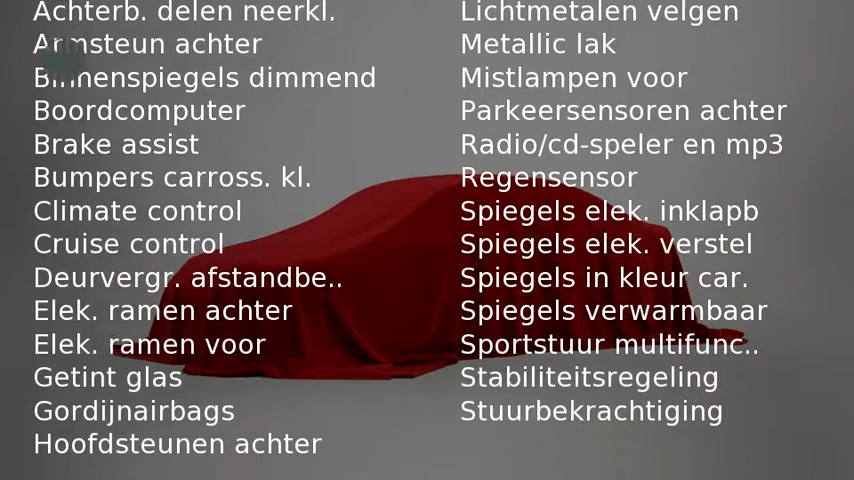 Achterb. delen neerkl.
Armsteun achter
Binnenspiegels dimmend
Boordcomputer
Brake assist
Bumpers carross. kl.
Climate control
Cruise control
Deurvergr. afstandbe..
Elek. ramen achter
Elek. ramen voor
Getint glas
Gordijnairbags
Hoofdsteunen achter
Lichtmetalen velgen
Metallic lak
Mistlampen voor
Parkeersensoren achter
Radio/cd-speler en mp3
Regensensor
Spiegels elek. inklapb
Spiegels elek. verstel
Spiegels in kleur car.
Spiegels verwarmbaar
Sportstuur multifunc..
Stabiliteitsregeling
Stuurbekrachtiging